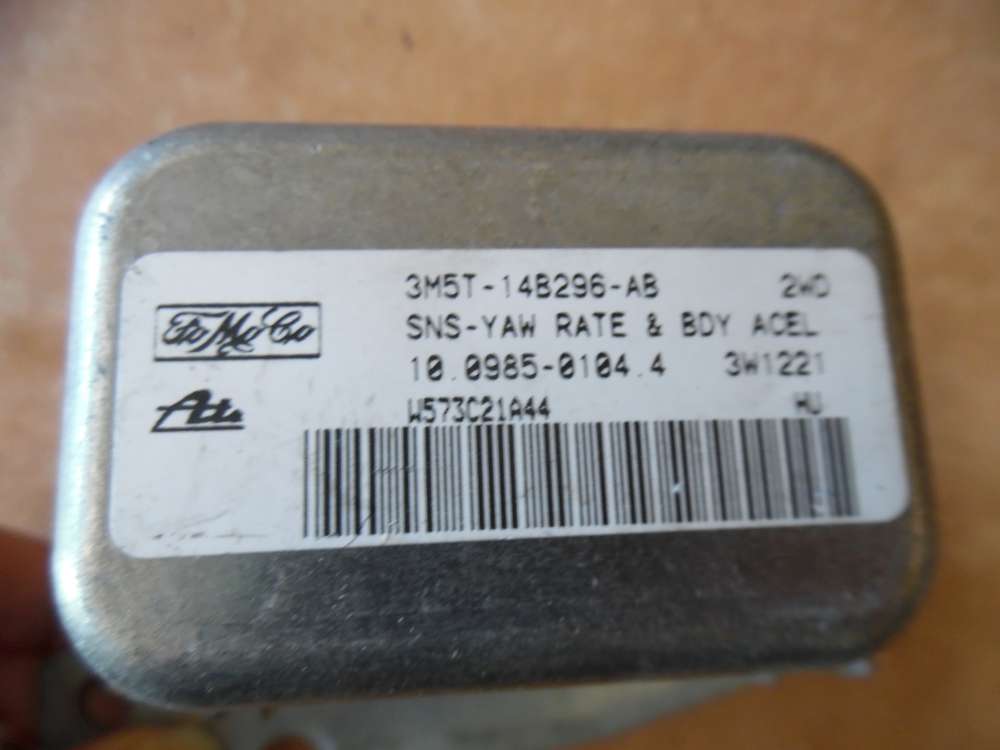 3M5T-14B296-AB 2WD
FoMoCo SNS-YAW RATE & BDY ACEL
10.0985-0104.4 3W1221
Ate W573C21A44 HU